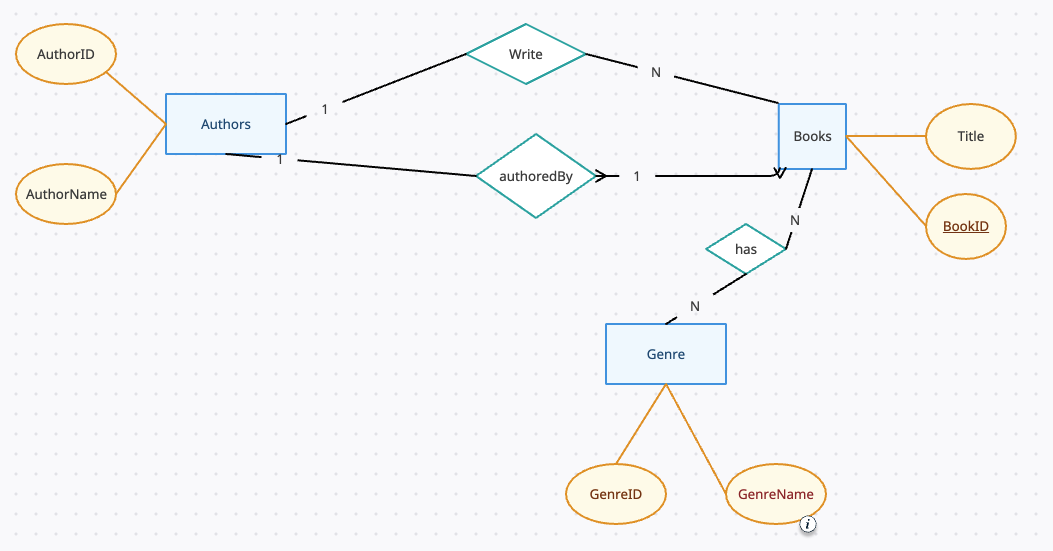 AuthorID
Write
N
1
Authors
Books
Title
1
authoredBy
1
AuthorName
N
BookID
has
N
Genre
GenreID
GenreName
i